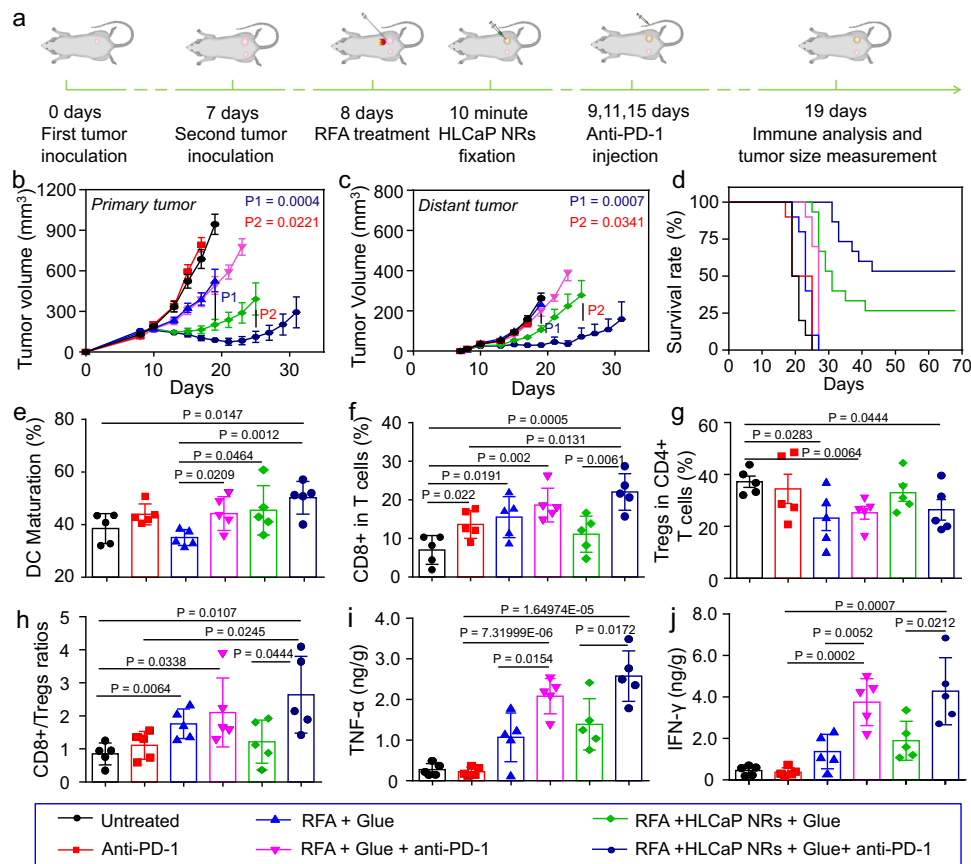 a
0 days
First tumor
inoculation
7 days
Second tumor
inoculation
8 days
RFA treatment
10 minute
HLCaP NRs
fixation
9,11,15 days
Anti-PD-1
injection
19 days
Immune analysis and
tumor size measurement
b
Primary tumor
P1 = 0.0004
P2 = 0.0221
Tumor volume (mm³)
1200
900
600
300
0
P1
P2
0 10 20 30
Days
c
Distant tumor
P1 = 0.0007
P2 = 0.0341
Tumor Volume (mm³)
800
600
400
200
0
P1
P2
0 10 20 30
Days
d
Survival rate (%)
100
75
50
25
0
0 10 20 30 40 50 60 70
Days
e
DC Maturation (%)
80
60
40
20
P = 0.0147
P = 0.0012
P = 0.0464
P = 0.0209
f
CD8+ in T cells (%)
40
30
20
10
0
P = 0.0005
P = 0.0131
P = 0.002
P = 0.0061
P = 0.0191
P = 0.022
g
Tregs in CD4+
T cells (%)
60
40
20
0
P = 0.0444
P = 0.0283
P = 0.0064
h
CD8+/Tregs ratios
5
4
3
2
1
0
P = 0.0107
P = 0.0245
P = 0.0338
P = 0.0444
P = 0.0064
i
TNF-α (ng/g)
4.0
3.0
2.0
1.0
0
P = 1.64974E-05
P = 7.31999E-06
P = 0.0172
P = 0.0154
j
IFN-γ (ng/g)
8.0
6.0
4.0
2.0
.0
P = 0.0007
P = 0.0052
P = 0.0212
P = 0.0002
Untreated
RFA + Glue
RFA +HLCaP NRs + Glue
Anti-PD-1
RFA + Glue+ anti-PD-1
RFA +HLCaP NRs + Glue+ anti-PD-1